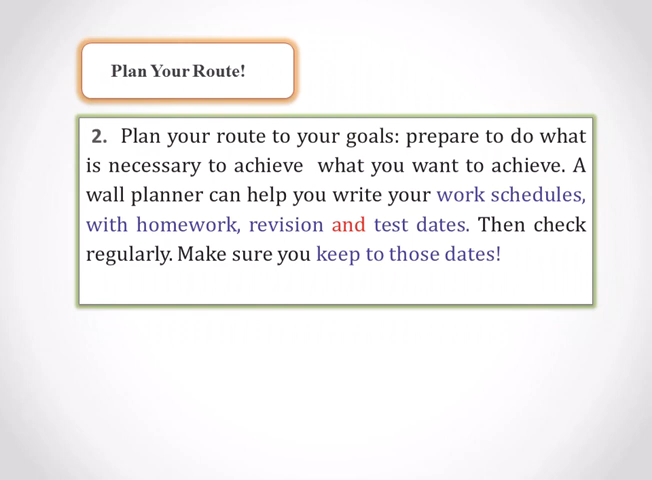 Plan Your Route!
2. Plan your route to your goals: prepare to do what
is necessary to achieve what you want to achieve. A
wall planner can help you write your work schedules,
with homework, revision and test dates. Then check
regularly. Make sure you keep to those dates!